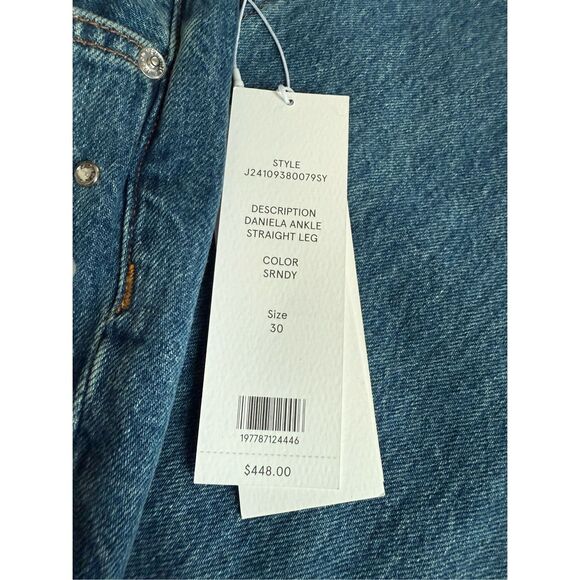 STYLE
J24109380079SY
DESCRIPTION
DANIELA ANKLE
STRAIGHT LEG
COLOR
SRNDY
Size
30
197787124446
$448.00